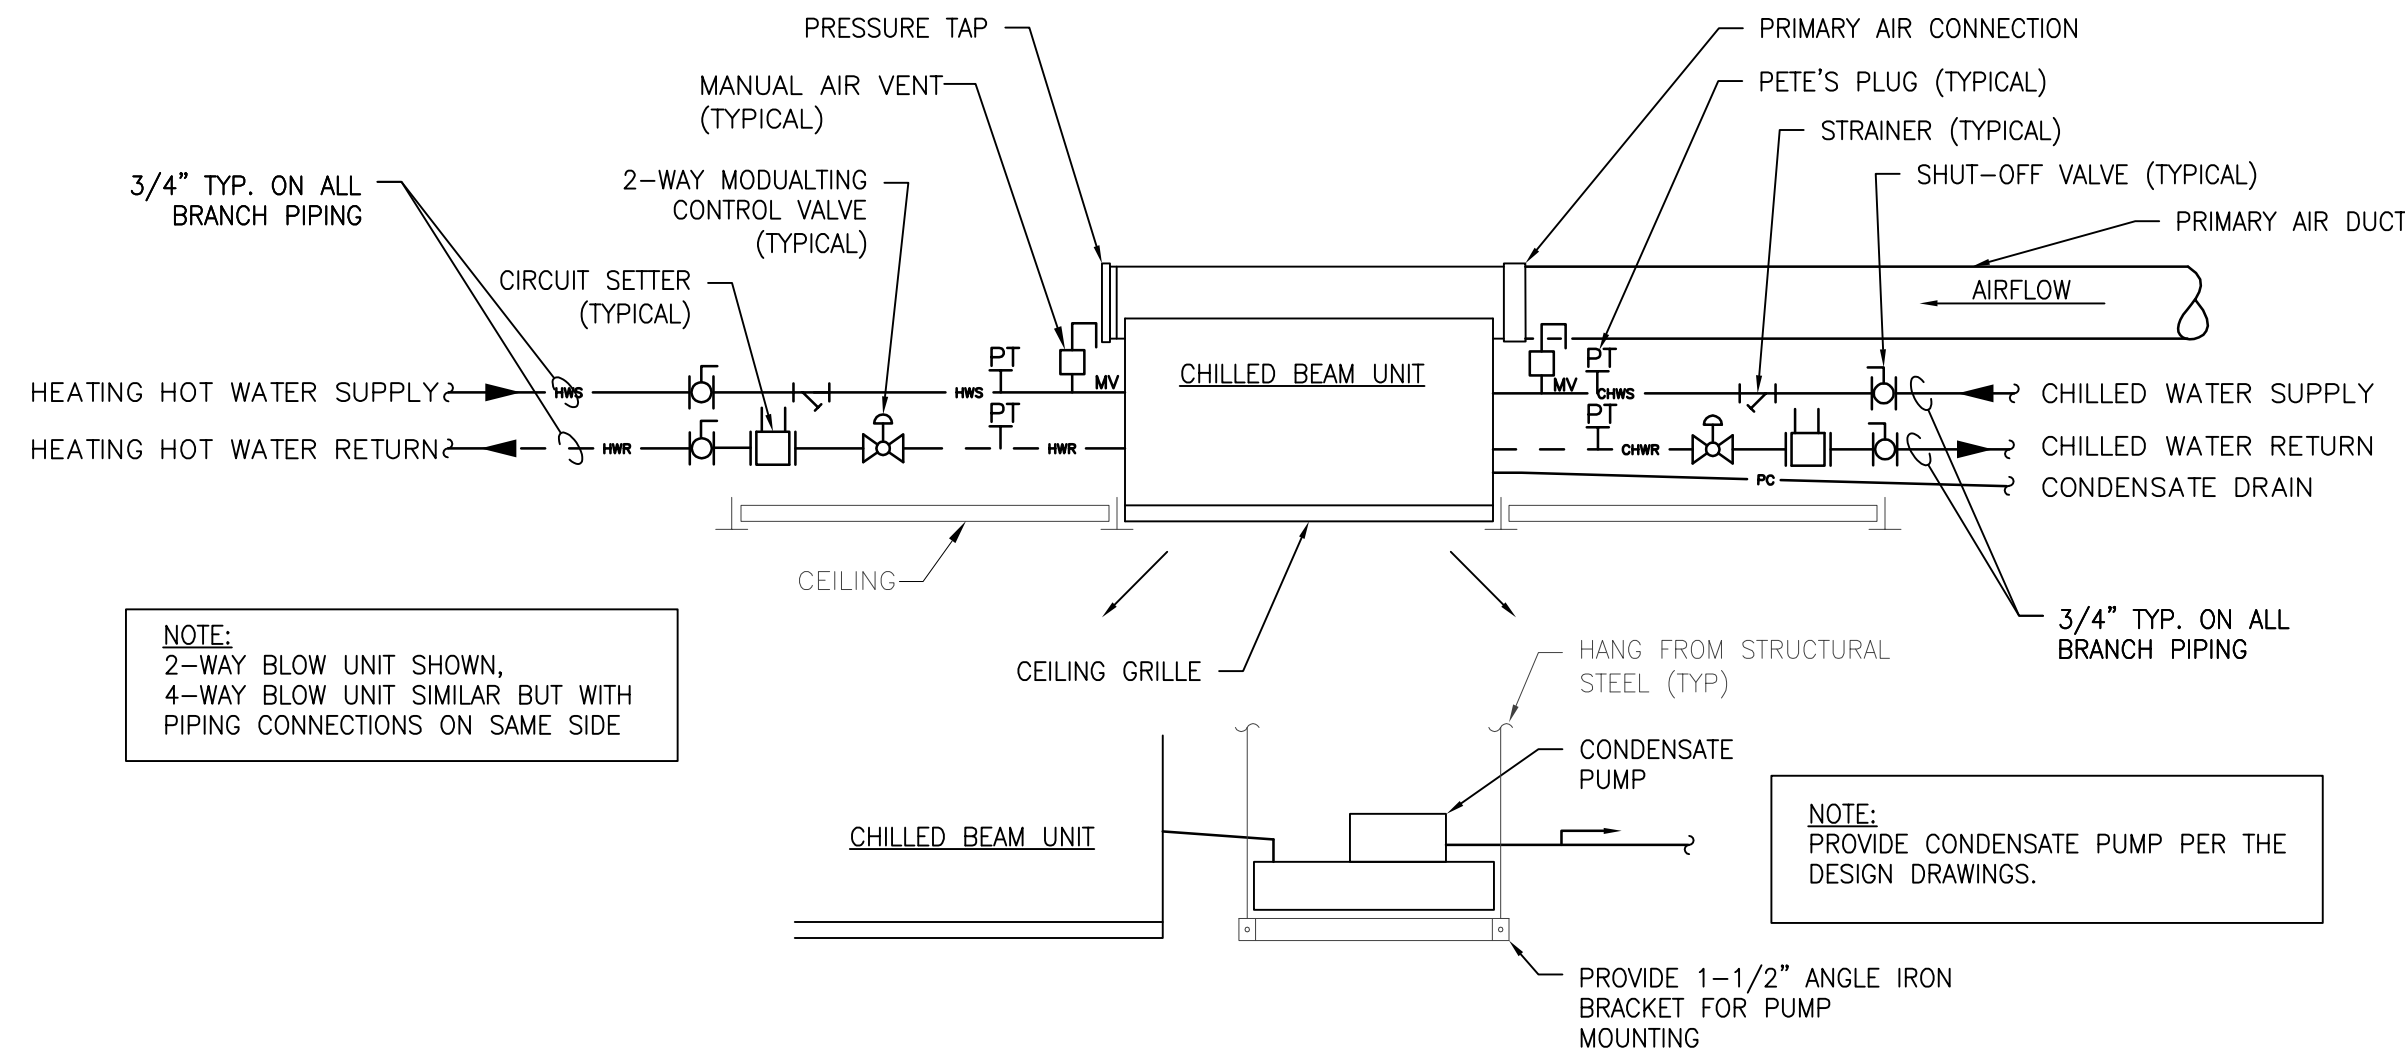 PRESSURE TAP
MANUAL AIR VENT
(TYPICAL)
3/4" TYP. ON ALL
BRANCH PIPING
2-WAY MODUALTING
CONTROL VALVE
(TYPICAL)
CIRCUIT SETTER
(TYPICAL)
PRIMARY AIR CONNECTION
PETE'S PLUG (TYPICAL)
STRAINER (TYPICAL)
SHUT-OFF VALVE (TYPICAL)
PRIMARY AIR DUCT
AIRFLOW
HEATING HOT WATER SUPPLY
HWS
HWS
PT
MV
CHILLED BEAM UNIT
MV
PT
CHWS
CHILLED WATER SUPPLY
HEATING HOT WATER RETURN
HWR
PT
HWR
PT
CHWR
CHILLED WATER RETURN
PC
CONDENSATE DRAIN
CEILING
CEILING GRILLE
3/4" TYP. ON ALL
BRANCH PIPING
NOTE:
2-WAY BLOW UNIT SHOWN,
4-WAY BLOW UNIT SIMILAR BUT WITH
PIPING CONNECTIONS ON SAME SIDE
HANG FROM STRUCTURAL
STEEL (TYP)
CONDENSATE
PUMP
CHILLED BEAM UNIT
NOTE:
PROVIDE CONDENSATE PUMP PER THE
DESIGN DRAWINGS.
PROVIDE 1-1/2" ANGLE IRON
BRACKET FOR PUMP
MOUNTING